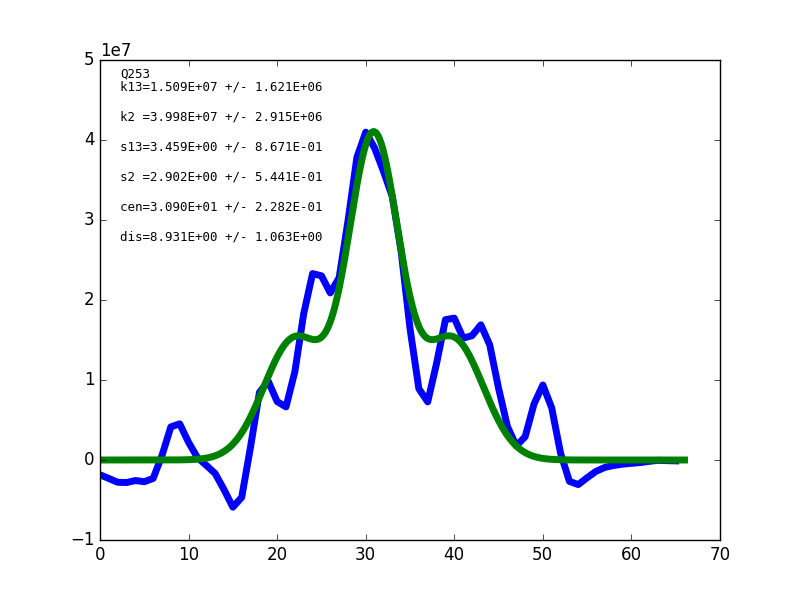 1e7
Q253
k13=1.509E+07 +/- 1.621E+06
k2 =3.998E+07 +/- 2.915E+06
s13=3.459E+00 +/- 8.671E-01
s2 =2.902E+00 +/- 5.441E-01
cen=3.090E+01 +/- 2.282E-01
dis=8.931E+00 +/- 1.063E+00
5
4
3
2
1
0
−1
0 10 20 30 40 50 60 70